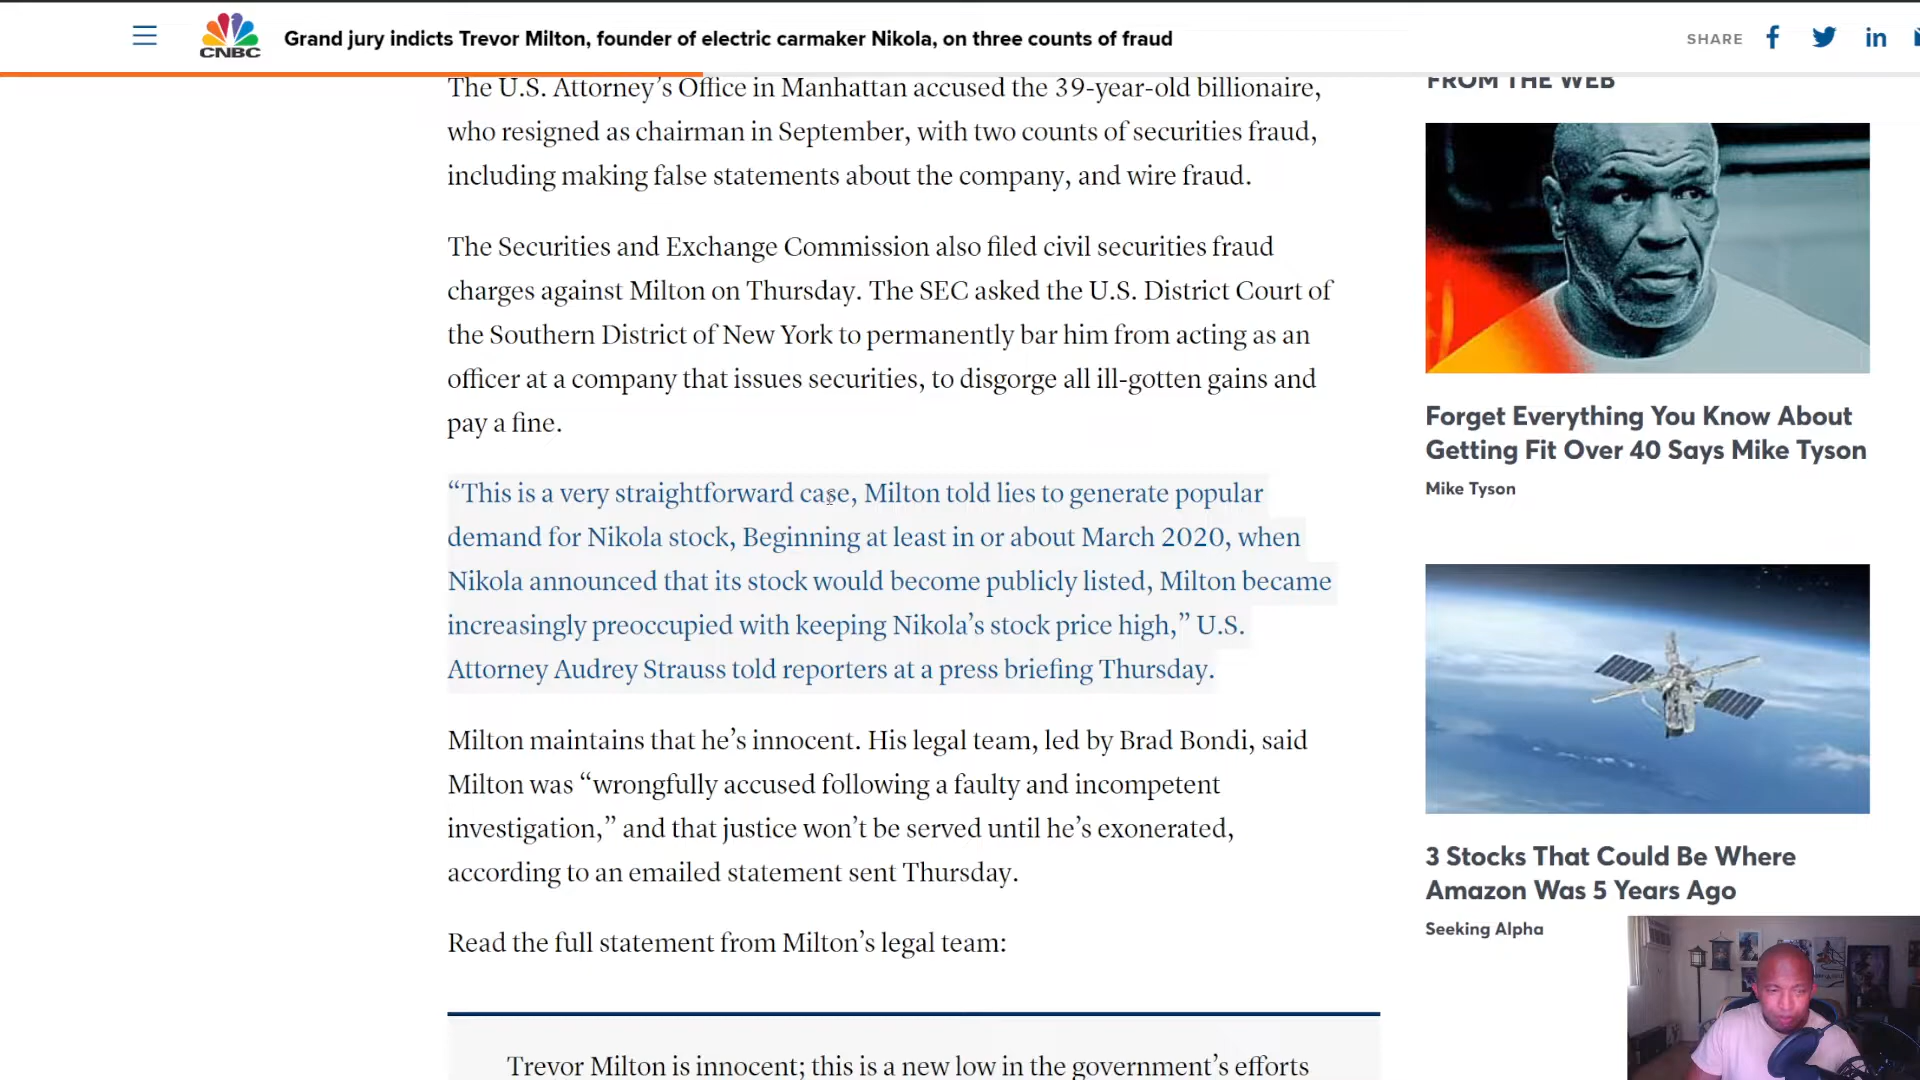 CNBC
Grand jury indicts Trevor Milton, founder of electric carmaker Nikola, on three counts of fraud
SHARE
The U.S. Attorney’s Office in Manhattan accused the 39-year-old billionaire,
who resigned as chairman in September, with two counts of securities fraud,
including making false statements about the company, and wire fraud.
The Securities and Exchange Commission also filed civil securities fraud
charges against Milton on Thursday. The SEC asked the U.S. District Court of
the Southern District of New York to permanently bar him from acting as an
officer at a company that issues securities, to disgorge all ill-gotten gains and
pay a fine.
“This is a very straightforward case, Milton told lies to generate popular
demand for Nikola stock, Beginning at least in or about March 2020, when
Nikola announced that its stock would become publicly listed, Milton became
increasingly preoccupied with keeping Nikola’s stock price high,” U.S.
Attorney Audrey Strauss told reporters at a press briefing Thursday.
Milton maintains that he’s innocent. His legal team, led by Brad Bondi, said
Milton was “wrongfully accused following a faulty and incompetent
investigation,” and that justice won’t be served until he’s exonerated,
according to an emailed statement sent Thursday.
Read the full statement from Milton’s legal team:
Trevor Milton is innocent; this is a new low in the government’s efforts
FROM THE WEB
Forget Everything You Know About
Getting Fit Over 40 Says Mike Tyson
Mike Tyson
3 Stocks That Could Be Where
Amazon Was 5 Years Ago
Seeking Alpha